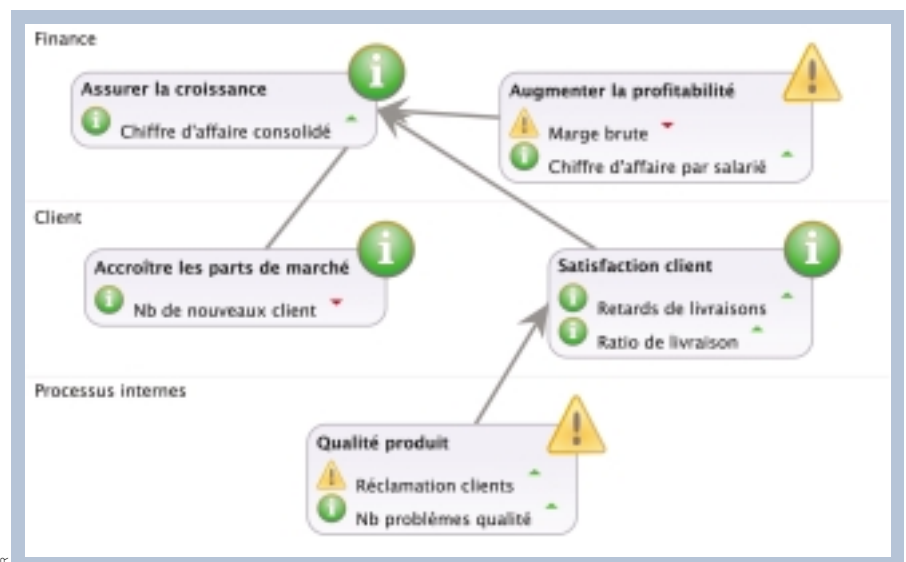 Finance
Assurer la croissance
Chiffre d'affaire consolidé
Augmenter la profitabilité
Marge brute
Chiffre d'affaire par salarié
Client
Accroître les parts de marché
Nb de nouveaux client
Satisfaction client
Retards de livraisons
Ratio de livraison
Processus internes
Qualité produit
Réclamation clients
Nb problèmes qualité